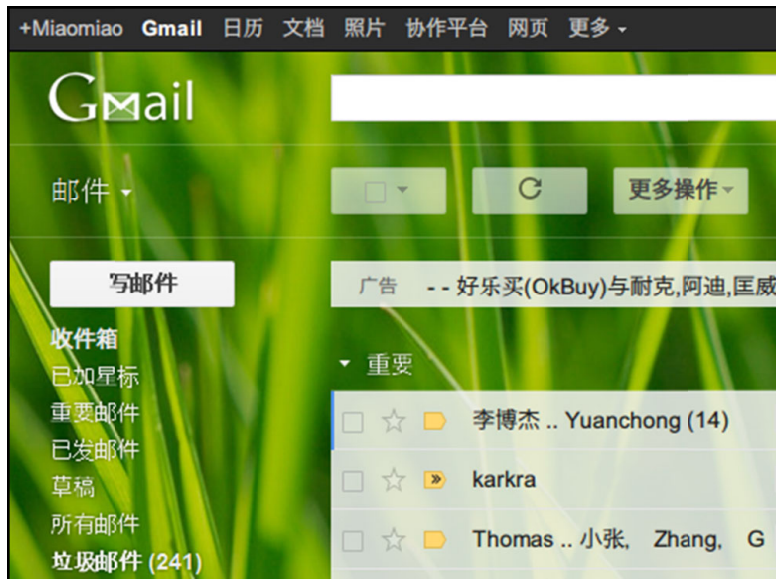 +Miaomiao Gmail 日历 文档 照片 协作平台 网页 更多
Gmail
邮件
更多操作
写邮件
广告 - - 好乐买(OkBuy)与耐克,阿迪,匡威
收件箱
重要
已加星标
重要邮件
李博杰 .. Yuanchong (14)
已发邮件
karkra
草稿
所有邮件
Thomas .. 小张, Zhang, G
垃圾邮件 (241)